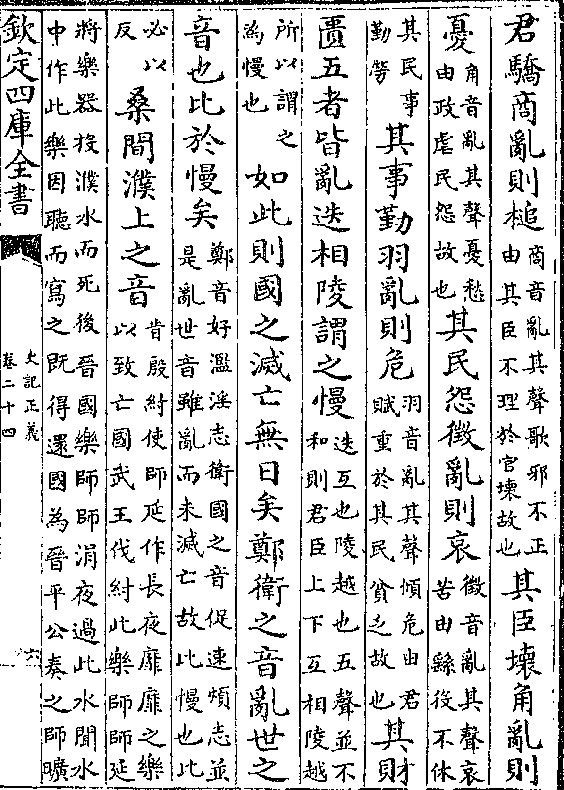 君驕商亂則槌商音亂其聲欹邪不正由其臣不理於官壞故也其臣壞角亂則
憂角音亂其聲憂愁由政虐民怨故也其民怨徵亂則哀徵音亂其聲哀苦由繇役不休
其民事勤勞其事勤羽亂則危羽音亂其聲傾危由君賦重於其民貧乏故也其財
匱五者皆亂迭相陵謂之慢迭互也陵越也五聲並不和則君臣上下互相陵越
所以謂之為慢也如此則國之滅亡無日矣鄭衛之音亂世之
音也比於慢矣鄭音好濫淫志衛國之音促速煩志並是亂世音雖亂而未滅亡故比慢也比
必以反桑間濮上之音昔殷紂使師延作長夜靡靡之樂以致亡國武王伐紂此樂師師延
將樂器投濮水而死後晉國樂師師涓夜過此水聞水中作此樂因聽而寫之既得還國為晉平公奏之師曠
欽定四庫全書
史記正義
卷二十四
六